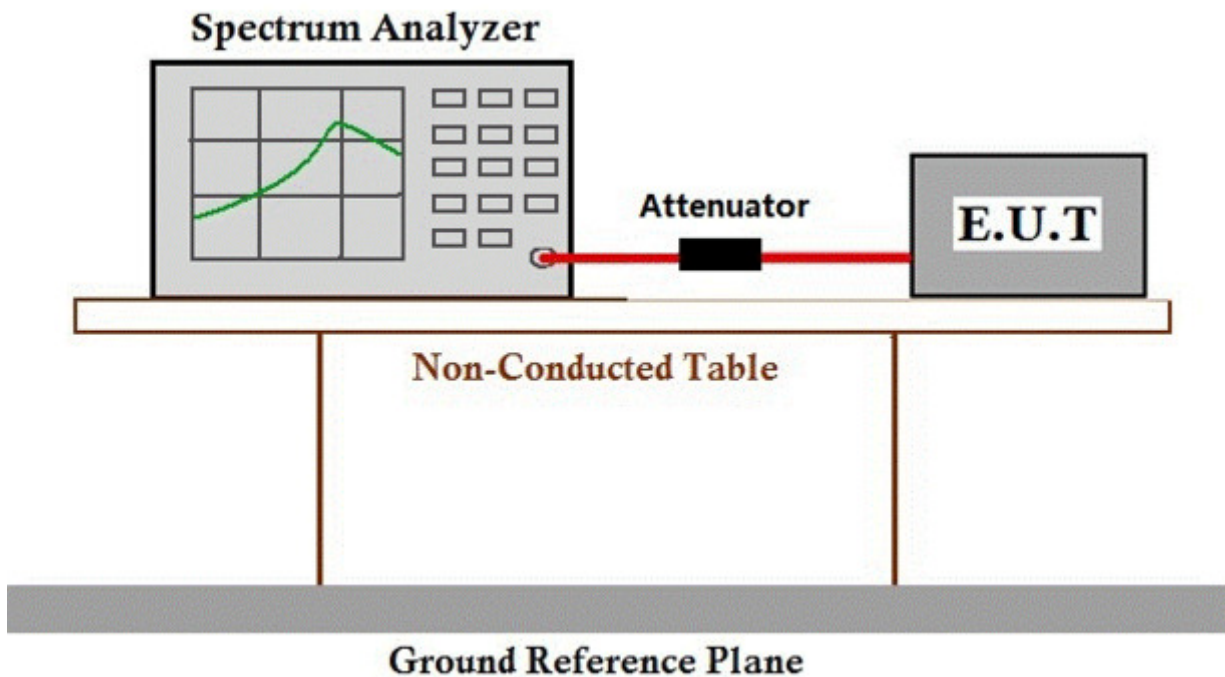 Spectrum Analyzer
Attenuator
E.U.T
Non-Conducted Table
Ground Reference Plane